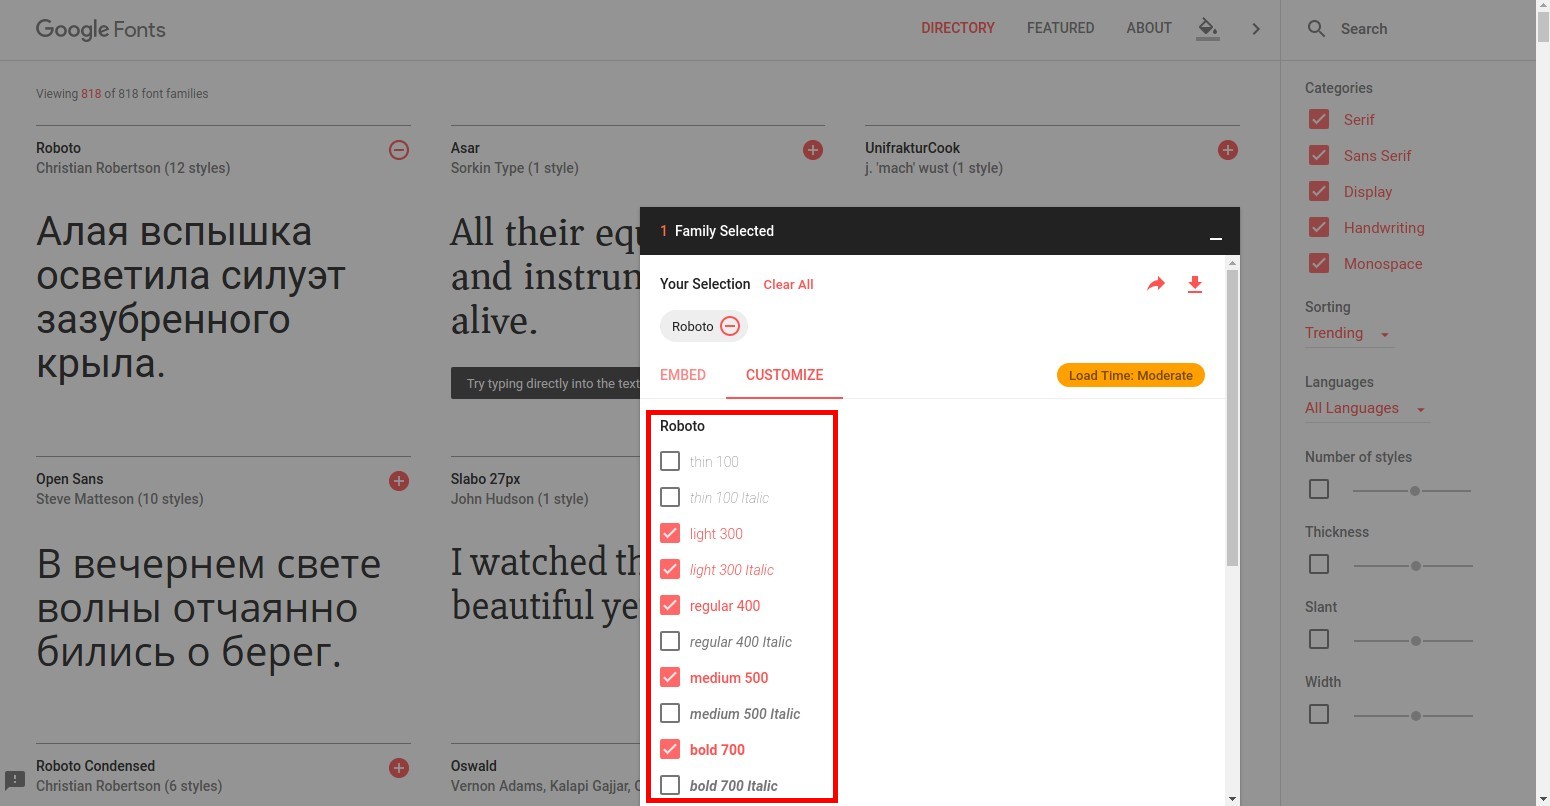 Google Fonts
DIRECTORY
FEATURED
ABOUT
Search
Viewing 818 of 818 font families
Roboto
Christian Robertson (12 styles)
Алая вспышка
осветила силуэт
зазубренного
крыла.
Asar
Sorkin Type (1 style)
All their equ
and instrun
alive.
Try typing directly into the text
UnifrakturCook
j. 'mach' wust (1 style)
Open Sans
Steve Matteson (10 styles)
В вечернем свете
волны отчаянно
бились о берег.
Slabo 27px
John Hudson (1 style)
I watched th
beautiful ye
Roboto Condensed
Christian Robertson (6 styles)
Oswald
Vernon Adams, Kalapi Gajjar, C
1 Family Selected
Your Selection Clear All
Roboto
EMBED
CUSTOMIZE
Load Time: Moderate
Roboto
thin 100
thin 100 Italic
light 300
light 300 Italic
regular 400
regular 400 Italic
medium 500
medium 500 Italic
bold 700
bold 700 Italic
Categories
Serif
Sans Serif
Display
Handwriting
Monospace
Sorting
Trending
Languages
All Languages
Number of styles
Thickness
Slant
Width